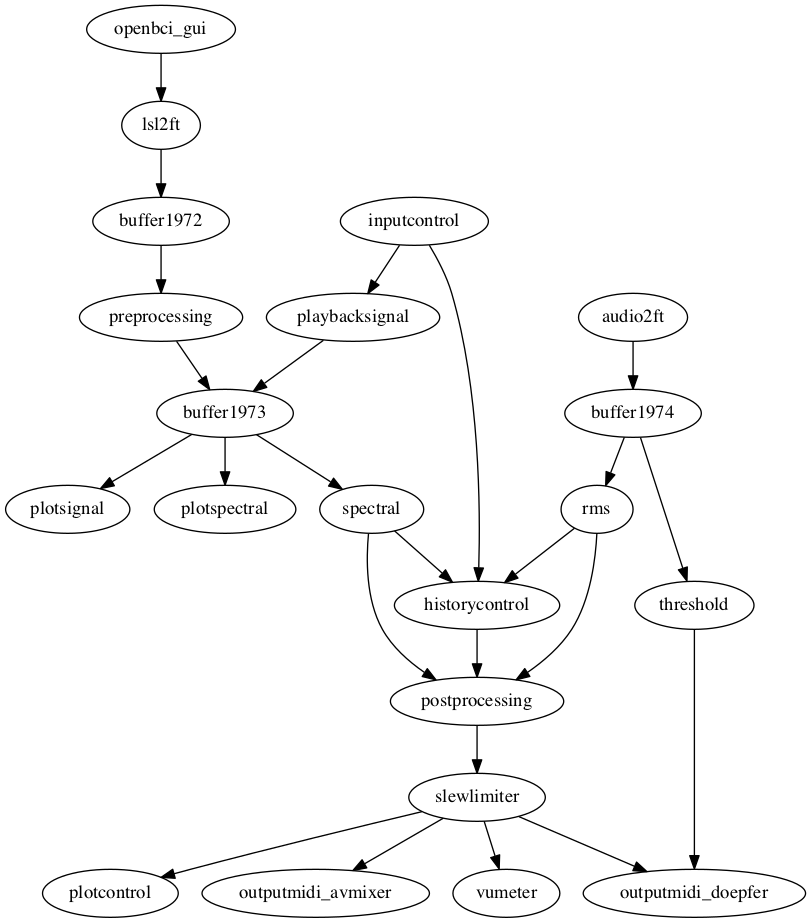 openbci_gui
lsl2ft
buffer1972
inputcontrol
preprocessing
playbacksignal
audio2ft
buffer1973
buffer1974
plotsignal
plotspectral
spectral
rms
historycontrol
threshold
postprocessing
slewlimiter
plotcontrol
outputmidi_avmixer
vumeter
outputmidi_doepfer